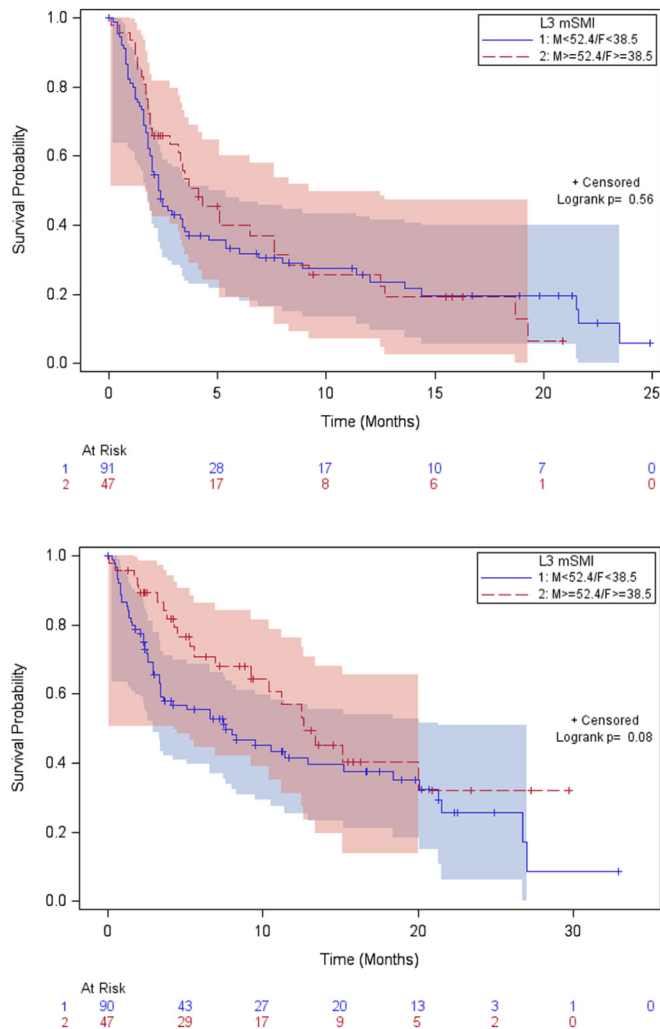 L3 mSMI
1: M<52.4/F<38.5
2: M>=52.4/F>=38.5
1.0
0.8
0.6
0.4
0.2
0.0
Survival Probability
+ Censored
Logrank p= 0.56
0 5 10 15 20 25
Time (Months)
At Risk
1 91 28 17 10 7 0
2 47 17 8 6 1 0
L3 mSMI
1: M<52.4/F<38.5
2: M>=52.4/F>=38.5
1.0
0.8
0.6
0.4
0.2
0.0
Survival Probability
+ Censored
Logrank p= 0.08
0 10 20 30
Time (Months)
At Risk
1 90 43 27 20 13 3 1 0
2 47 29 17 9 5 2 0